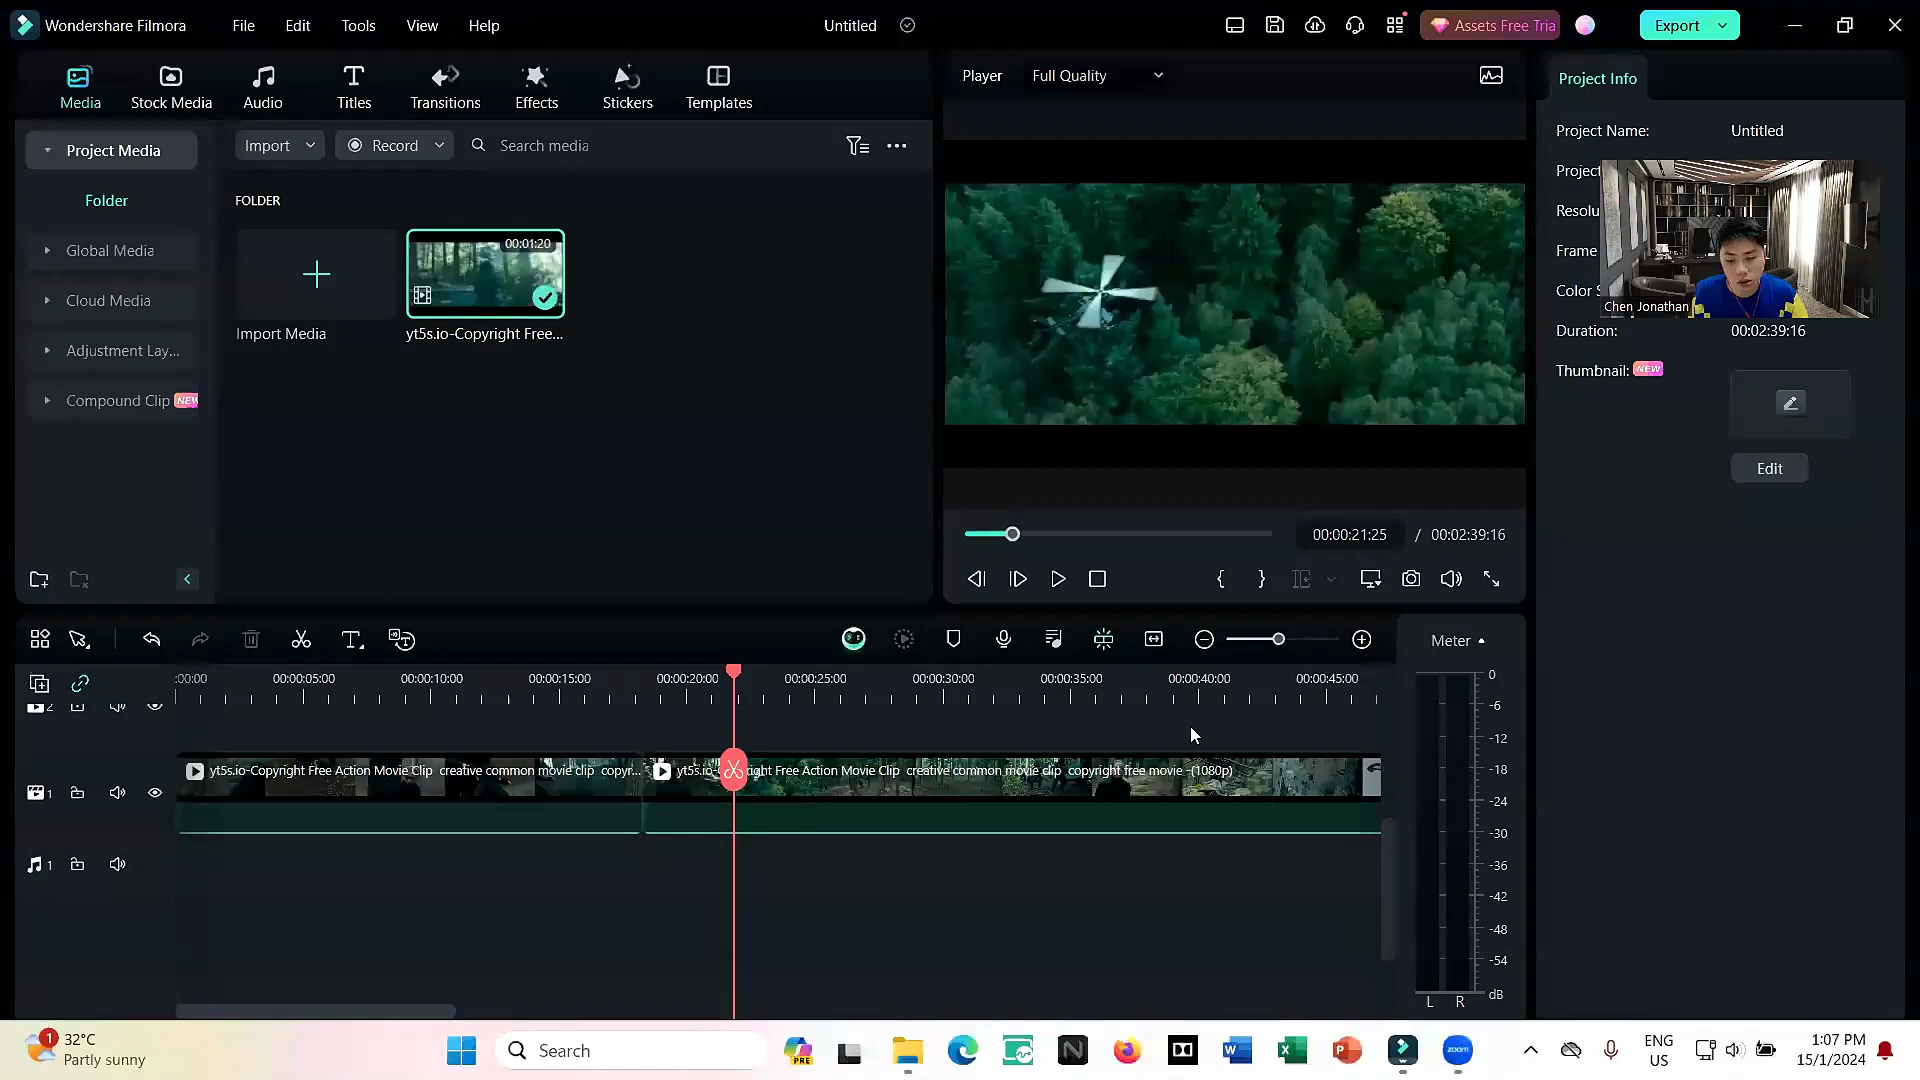 Wondershare Filmora
File
Edit
Tools
View
Help
Untitled
Assets Free Tria
Export
Media
Stock Media
Audio
Titles
Transitions
Effects
Stickers
Templates
Player
Full Quality
Project Info
Project Media
Import
Record
Search media
Project Name:
Untitled
Folder
FOLDER
Projec
Resolu
Global Media
00:01:20
Frame
Cloud Media
Color S
Chen Jonathan
Import Media
yt5s.io-Copyright Free...
Duration:
00:02:39:16
Adjustment Lay...
Thumbnail:
NEW
Compound Clip
NEW
Edit
00:00:21:25
/
00:02:39:16
Meter
:00:00
00:00:05:00
00:00:10:00
00:00:15:00
00:00:20:00
00:00:25:00
00:00:30:00
00:00:35:00
00:00:40:00
00:00:45:00
2
yt5s.io-Copyright Free Action Movie Clip creative common movie clip copyr...
yt5s.io-C
right Free Action Movie Clip creative common movie clip copyright free movie -(1080p)
1
1
0
-6
-12
-18
-24
-30
-36
-42
-48
-54
dB
L
R
1
32°C
Partly sunny
Search
PRE
zoom
ENG
US
1:07 PM
15/1/2024